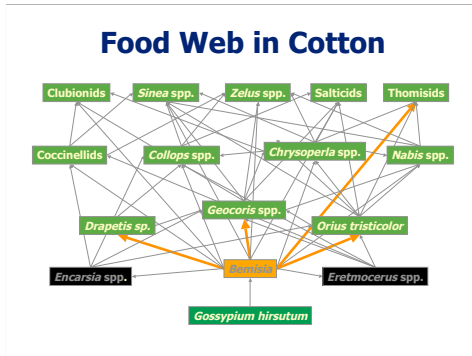 Food Web in Cotton
Clubionids Sinea spp. Zelus spp. Salticids Thomisids
Coccinellids Collops spp. Chrysoperla spp. Nabis spp.
Geocoris spp.
Drapetis sp. Orius tristicolor
Encarsia spp. Bemisia Eretmocerus spp.
Gossypium hirsutum